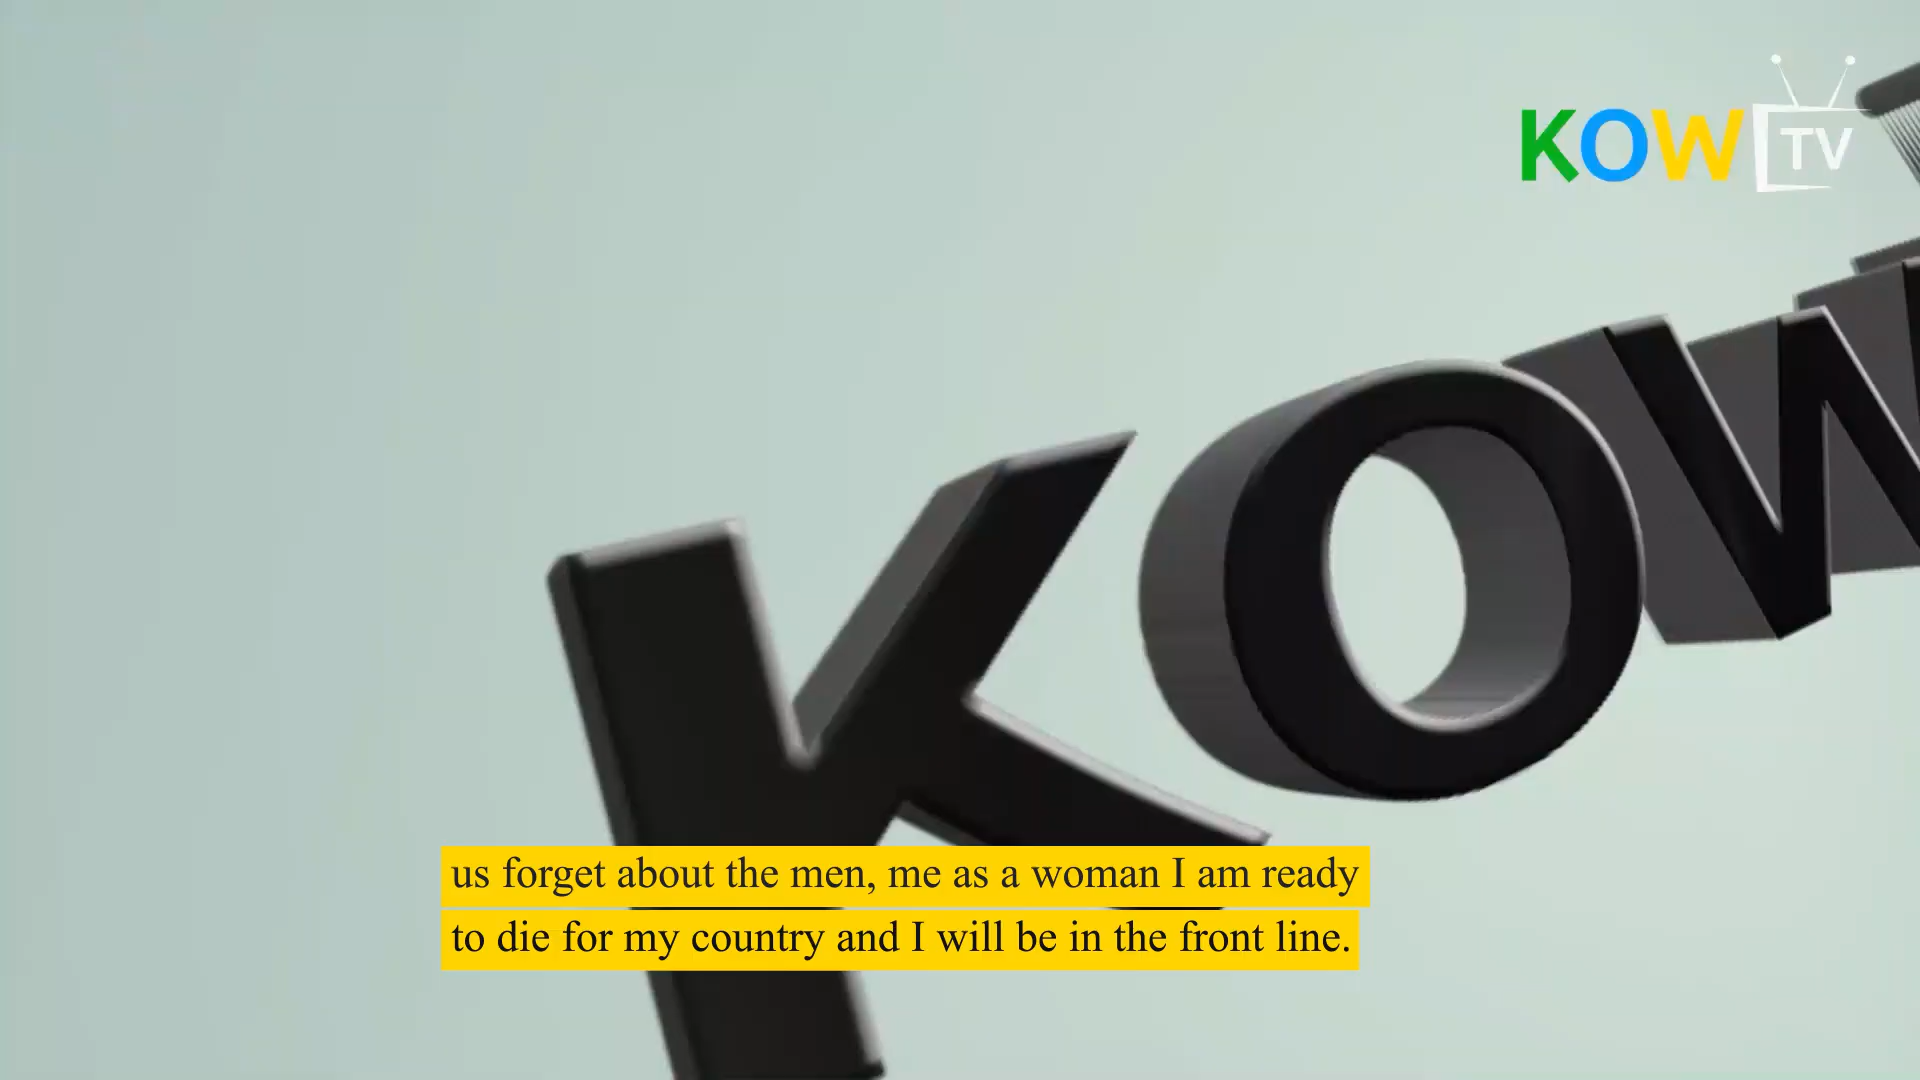 KOW TV
KOW
us forget about the men, me as a woman I am ready
to die for my country and I will be in the front line.